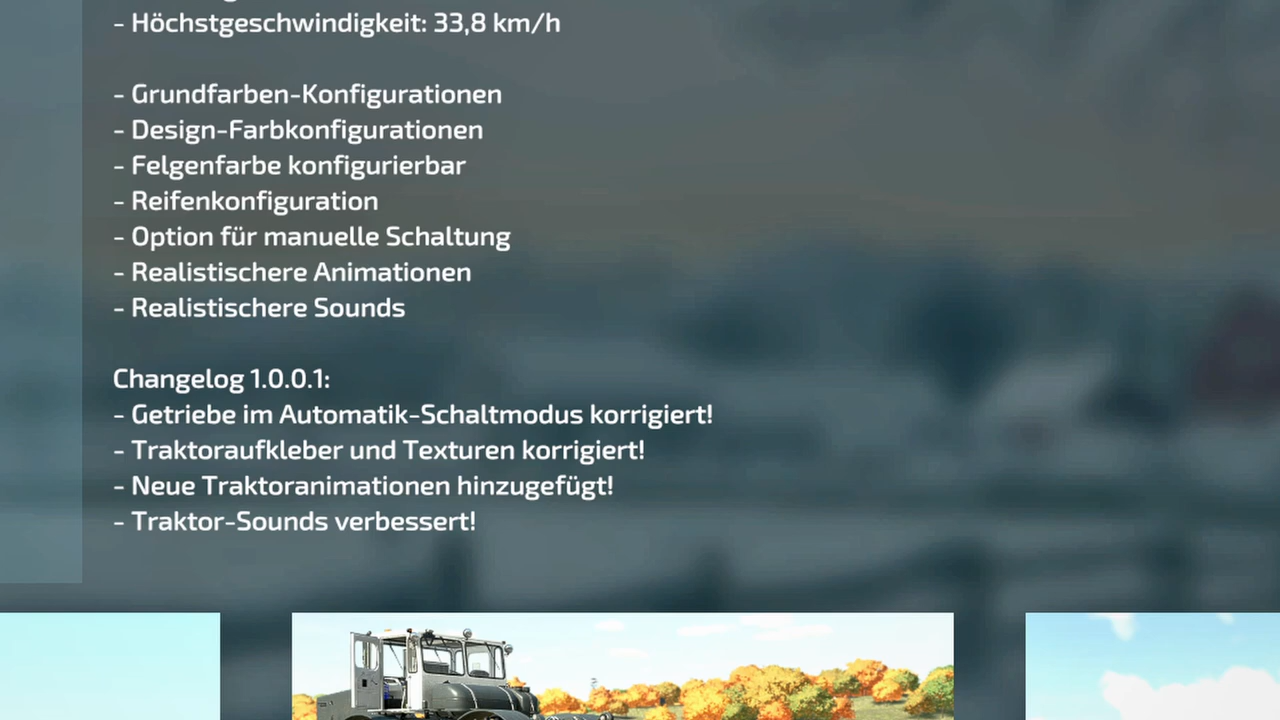 - Höchstgeschwindigkeit: 33,8 km/h
- Grundfarben-Konfigurationen
- Design-Farbkonfigurationen
- Felgenfarbe konfigurierbar
- Reifenkonfiguration
- Option für manuelle Schaltung
- Realistischere Animationen
- Realistischere Sounds
Changelog 1.0.0.1:
- Getriebe im Automatik-Schaltmodus korrigiert!
- Traktoraufkleber und Texturen korrigiert!
- Neue Traktoranimationen hinzugefügt!
- Traktor-Sounds verbessert!